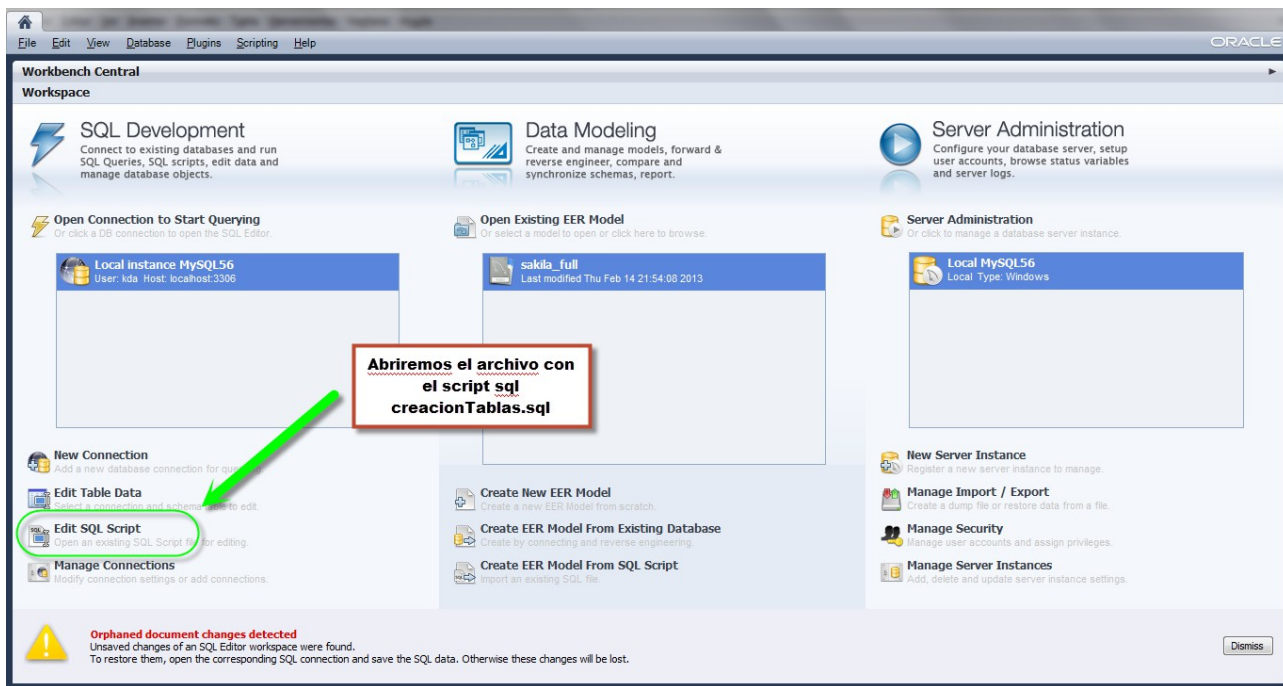 File Edit View Database Plugins Scripting Help
ORACLE
Workbench Central
Workspace
SQL Development
Connect to existing databases and run
SQL Queries, SQL scripts, edit data and
manage database objects.
Open Connection to Start Querying
Or click a DB connection to open the SQL Editor.
Local instance MySQL56
User: kda Host: localhost:3306
New Connection
Add a new database connection for
Edit Table Data
Select a connection and schema to edit.
Edit SQL Script
Open an existing SQL Script file for editing.
Manage Connections
Modify connection settings or add connections.
Data Modeling
Create and manage models, forward &
reverse engineer, compare and
synchronize schemas, report.
Open Existing EER Model
Or select a model to open or click here to browse.
sakila_full
Last modified Thu Feb 14 21:54:08 2013
Abriremos el archivo con
el script sql
creacionTablas.sql
Create New EER Model
Create a new EER Model from scratch.
Create EER Model From Existing Database
Create by connecting and reverse engineering.
Create EER Model From SQL Script
Import an existing SQL file.
Server Administration
Configure your database server, setup
user accounts, browse status variables
and server logs.
Server Administration
Or click to manage a database server instance.
Local MySQL56
Local Type: Windows
New Server Instance
Register a new server instance to manage.
Manage Import / Export
Create a dump file or restore data from a file.
Manage Security
Manage user accounts and assign privileges.
Manage Server Instances
Add, delete and update server instance settings.
Orphaned document changes detected
Unsaved changes of an SQL Editor workspace were found.
To restore them, open the corresponding SQL connection and save the SQL data. Otherwise these changes will be lost.
Dismiss